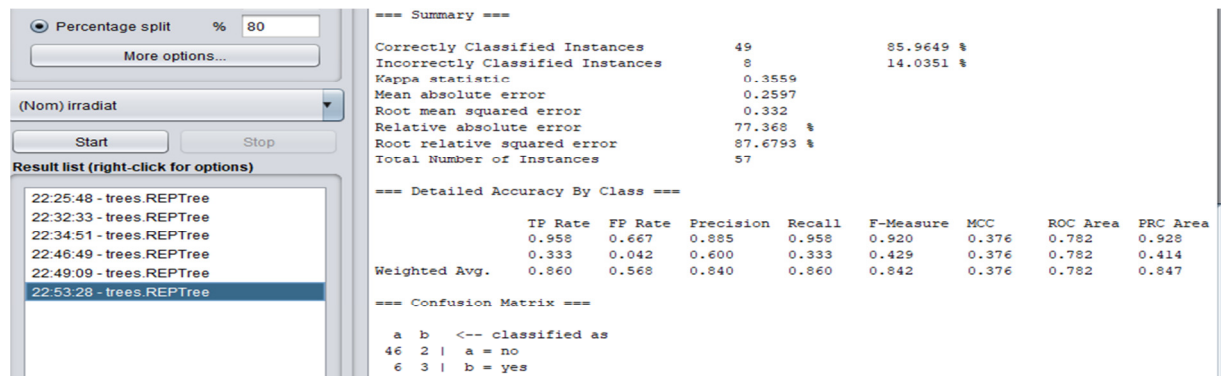 Percentage split % 80
More options...
(Nom) irradiat
Start Stop
Result list (right-click for options)
22:25:48 - trees.REPTree
22:32:33 - trees.REPTree
22:34:51 - trees.REPTree
22:46:49 - trees.REPTree
22:49:09 - trees.REPTree
22:53:28 - trees.REPTree
=== Summary ===
Correctly Classified Instances 49 85.9649 %
Incorrectly Classified Instances 8 14.0351 %
Kappa statistic 0.3559
Mean absolute error 0.2597
Root mean squared error 0.332
Relative absolute error 77.368 %
Root relative squared error 87.6793 %
Total Number of Instances 57
=== Detailed Accuracy By Class ===
TP Rate FP Rate Precision Recall F-Measure MCC ROC Area PRC Area
0.958 0.667 0.885 0.958 0.920 0.376 0.782 0.928
0.333 0.042 0.600 0.333 0.429 0.376 0.782 0.414
Weighted Avg. 0.860 0.568 0.840 0.860 0.842 0.376 0.782 0.847
=== Confusion Matrix ===
a b <-- classified as
46 2 | a = no
6 3 | b = yes